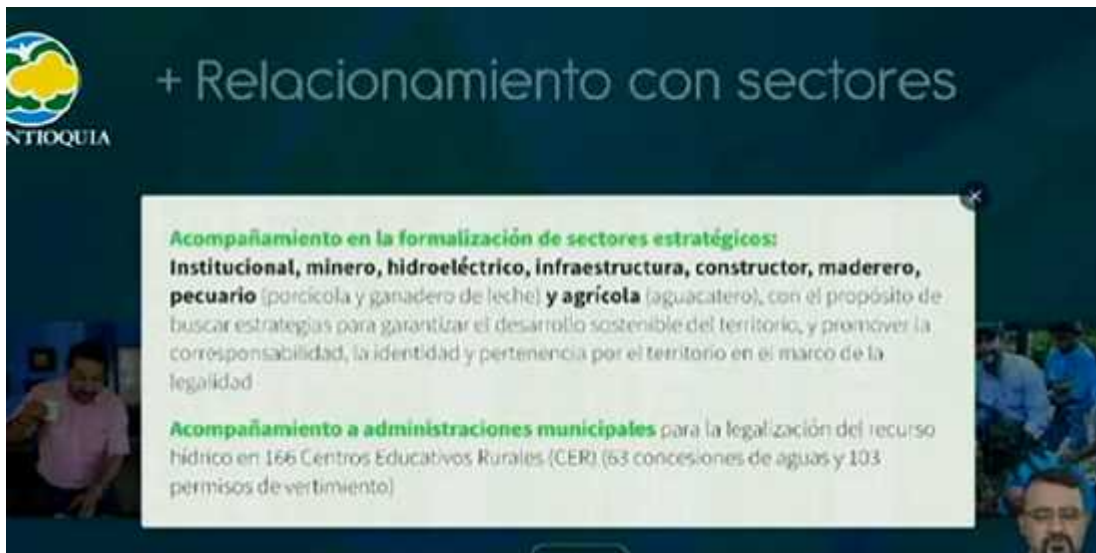 NTIOQUIA
+ Relacionamiento con sectores
Acompañamiento en la formalización de sectores estratégicos:
Institucional, minero, hidroeléctrico, infraestructura, constructor, maderero,
pecuario (porcícola y ganadero de leche) y agrícola (aguacatero), con el propósito de
buscar estrategias para garantizar el desarrollo sostenible del territorio, y promover la
corresponsabilidad, la identidad y pertenencia por el territorio en el marco de la
legalidad
Acompañamiento a administraciones municipales para la legalización del recurso
hídrico en 166 Centros Educativos Rurales (CER) (63 concesiones de aguas y 103
permisos de vertimiento)